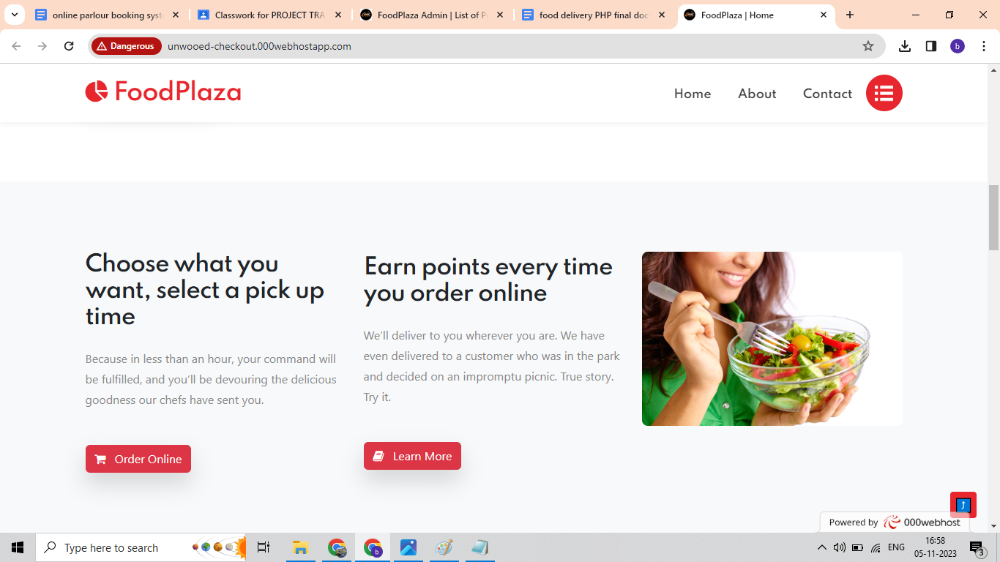 online parlour booking syst
Classwork for PROJECT TRA
FoodPlaza Admin | List of P
food delivery PHP final doc
FoodPlaza | Home
Dangerous
unwooed-checkout.000webhostapp.com
b
FoodPlaza
Home
About
Contact
Choose what you
want, select a pick up
time
Because in less than an hour, your command will
be fulfilled, and you’ll be devouring the delicious
goodness our chefs have sent you.
Order Online
Earn points every time
you order online
We’ll deliver to you wherever you are. We have
even delivered to a customer who was in the park
and decided on an impromptu picnic. True story.
Try it.
Learn More
Powered by 000webhost
Type here to search
b
ENG
16:58
05-11-2023
3